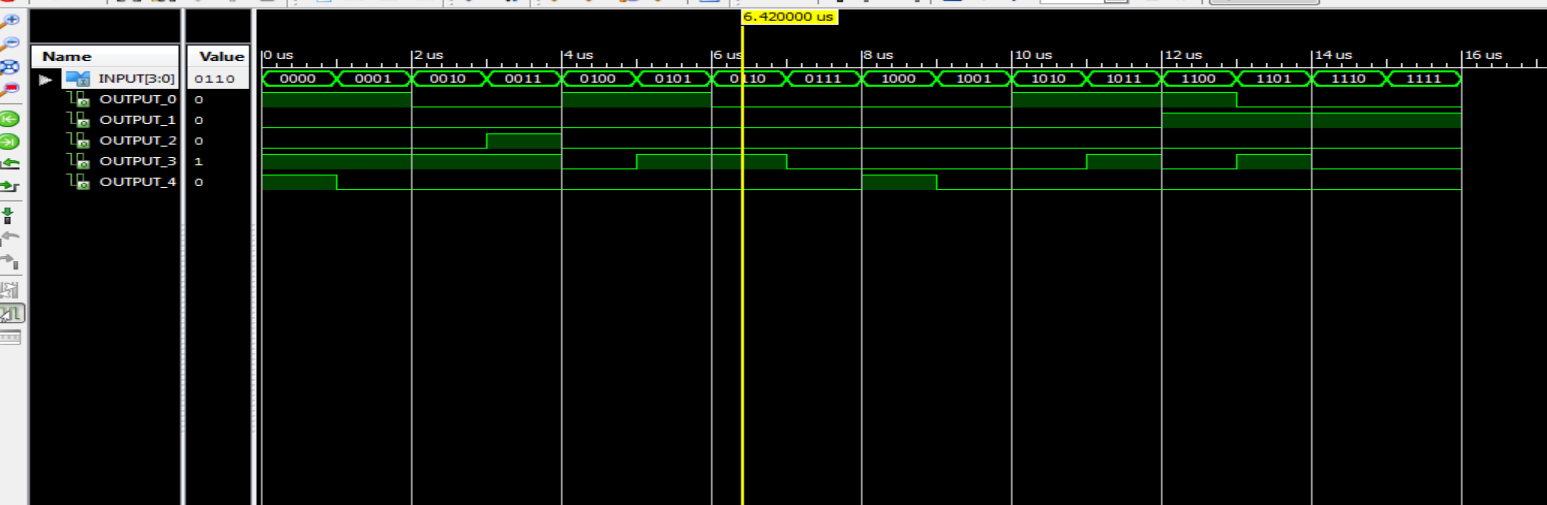 6.420000 us
Name Value 0 us 2 us 4 us 6 us 8 us 10 us 12 us 14 us 16 us
INPUT[3:0] 0110 0000 0001 0010 0011 0100 0101 0110 0111 1000 1001 1010 1011 1100 1101 1110 1111
OUTPUT_0 0
OUTPUT_1 0
OUTPUT_2 0
OUTPUT_3 1
OUTPUT_4 0